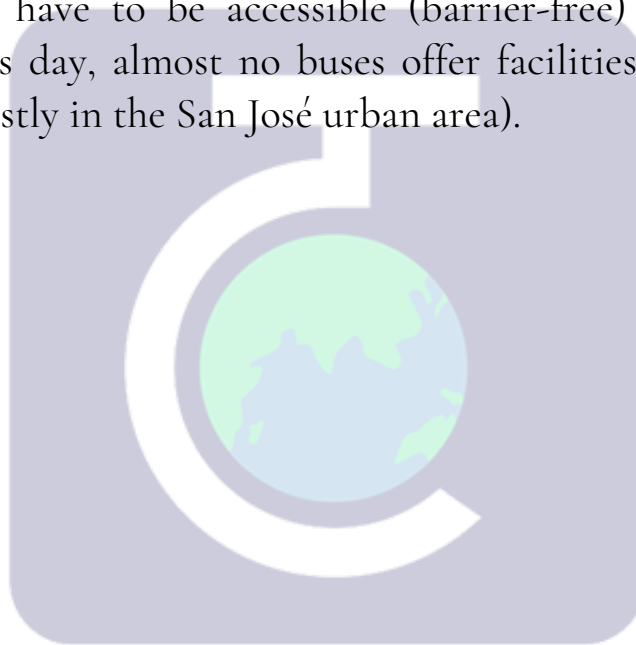 have to be accessible (barrier-free)
s day, almost no buses offer facilities
stly in the San José urban area).